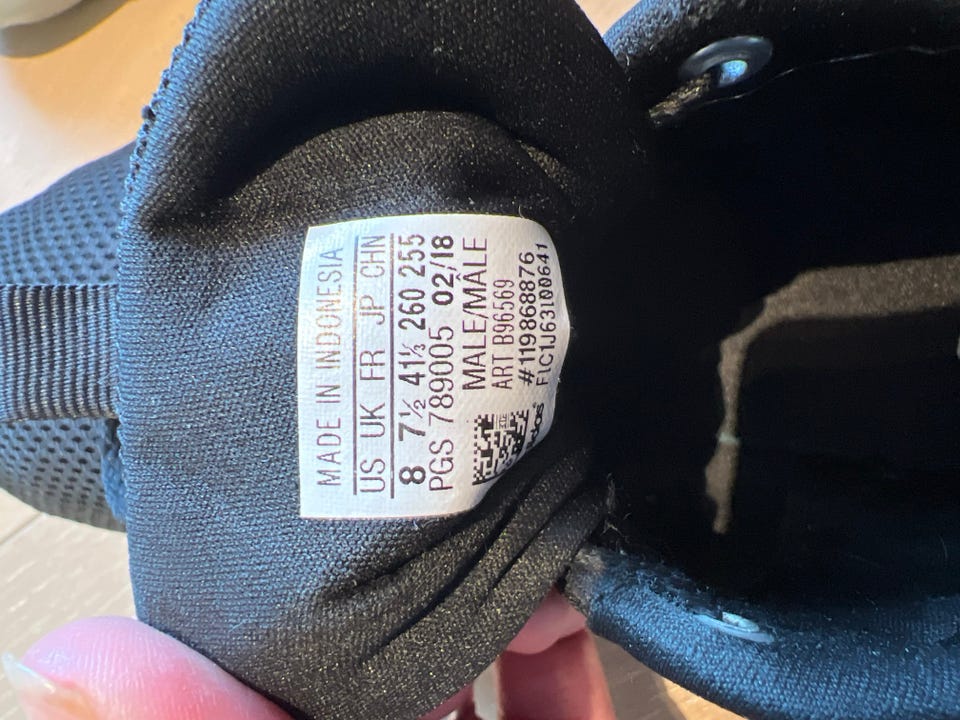 MADE IN INDONESIA
US UK FR JP CHN
8 7½ 41⅓ 260 255
PGS 789005 02/18
MALE/MÂLE
ART B96569
#119868876
F1C1J63I00641